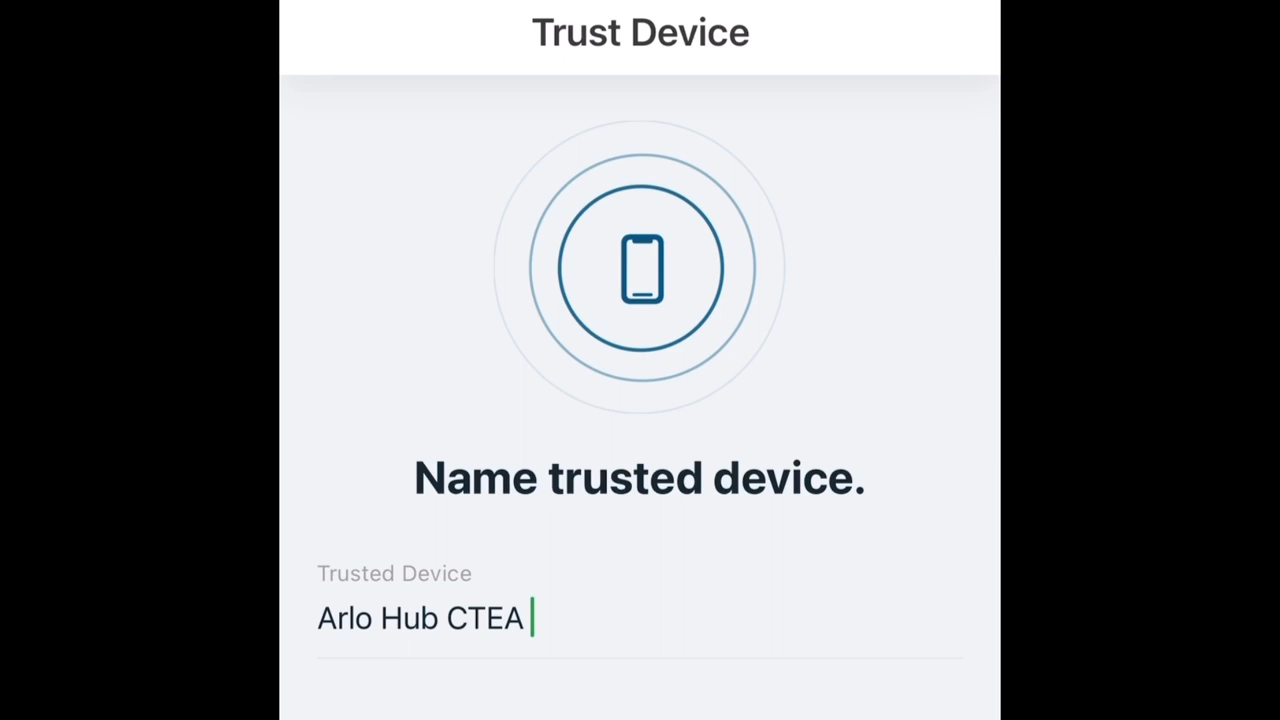 Trust Device
Name trusted device.
Trusted Device
Arlo Hub CTEA